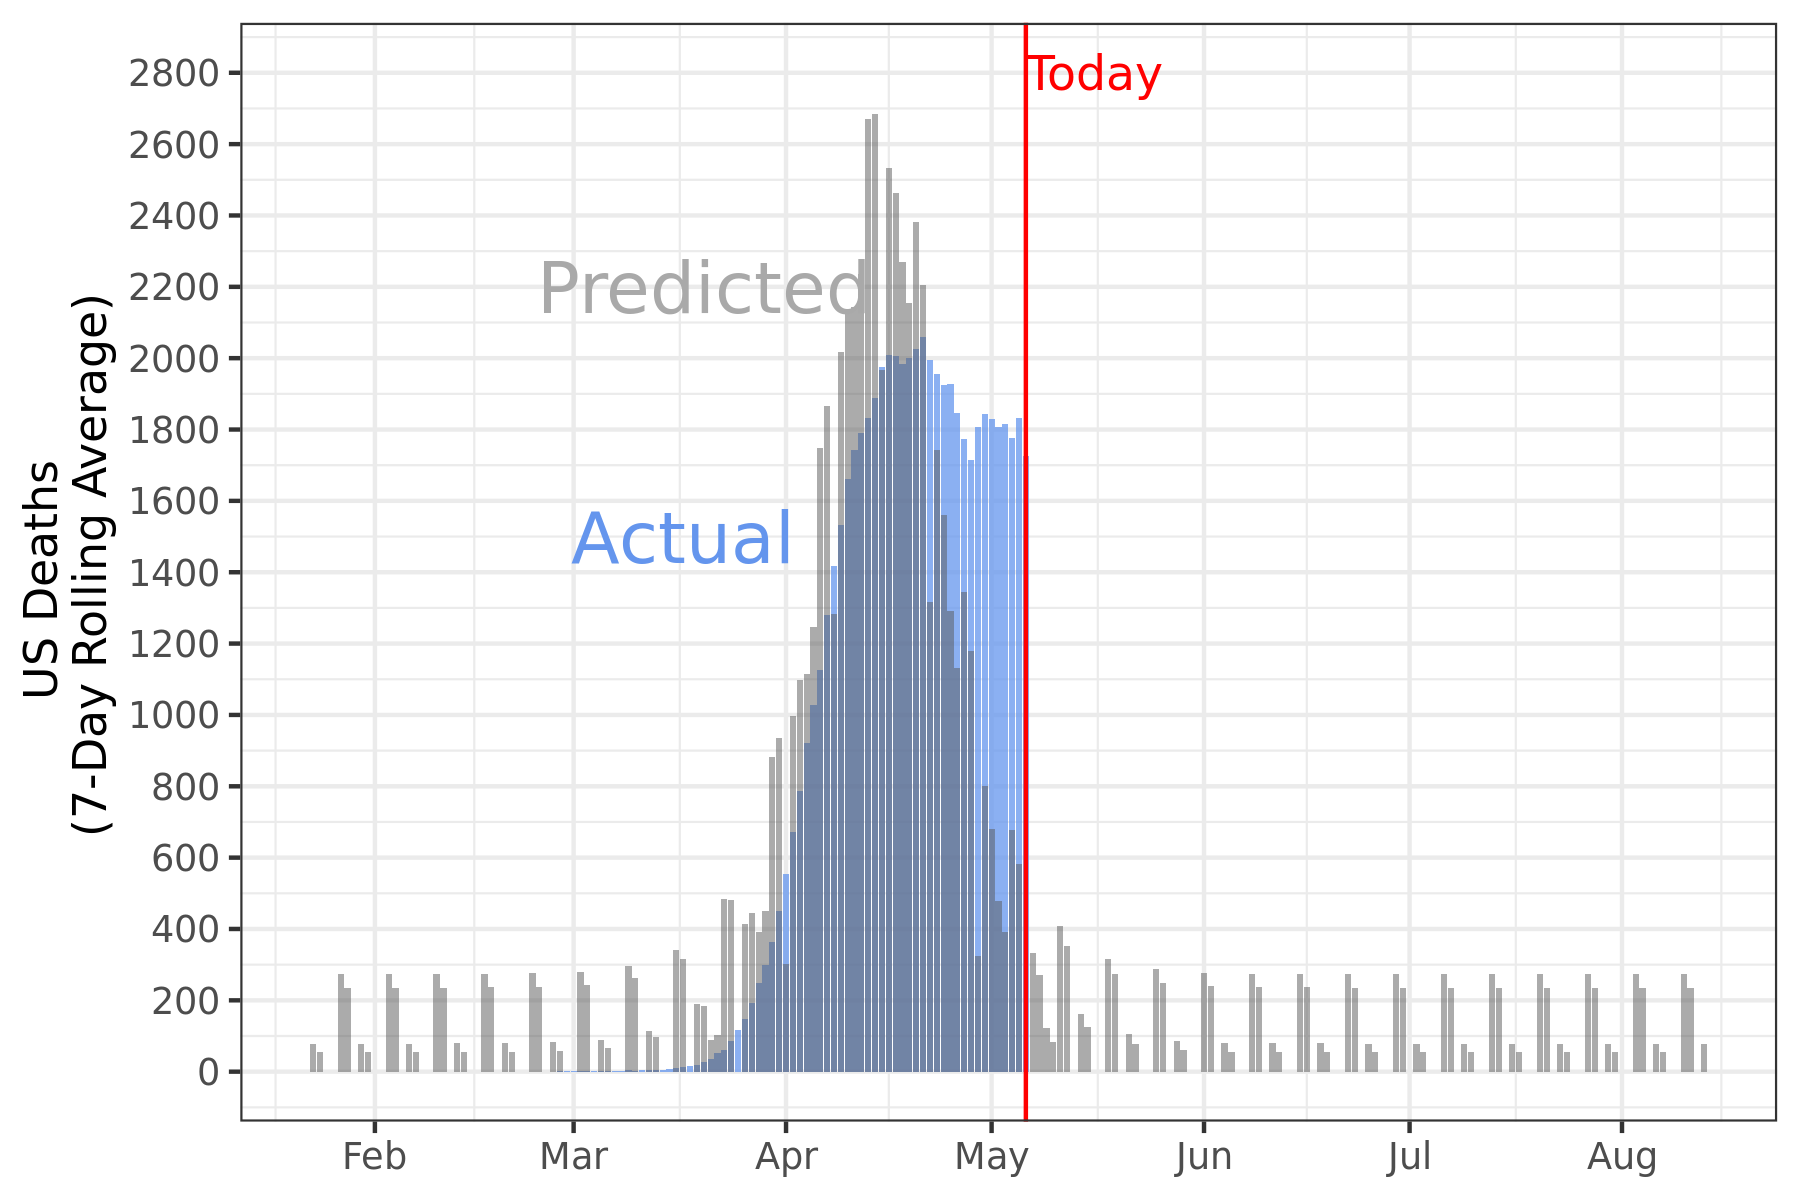 US Deaths
(7-Day Rolling Average)
2800
2600
2400
2200
2000
1800
1600
1400
1200
1000
800
600
400
200
0
Today
Predicted
Actual
Feb Mar Apr May Jun Jul Aug